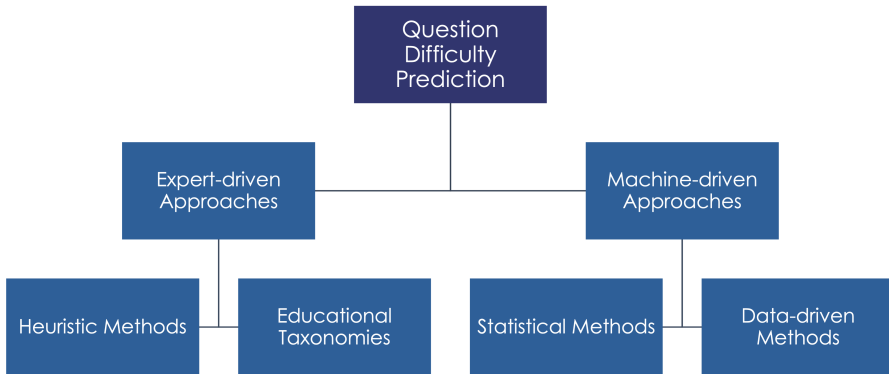 Question
Difficulty
Prediction
Expert-driven
Approaches
Machine-driven
Approaches
Heuristic Methods
Educational
Taxonomies
Statistical Methods
Data-driven
Methods